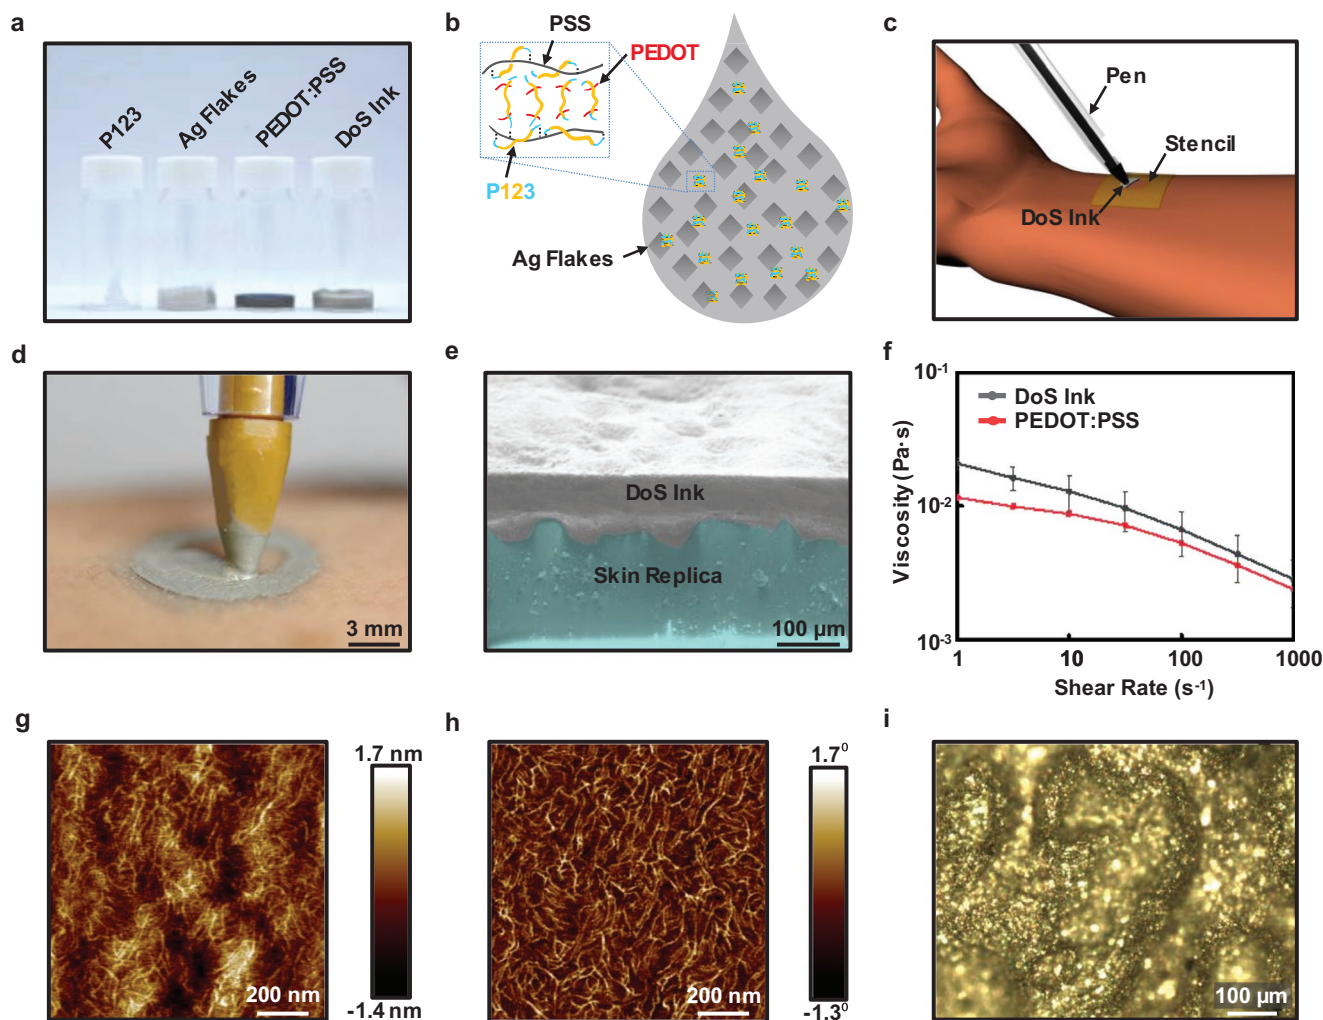 a
P123
Ag Flakes
PEDOT:PSS
DoS Ink
b
PSS
PEDOT
P123
Ag Flakes
c
Pen
Stencil
DoS Ink
d
3 mm
e
DoS Ink
Skin Replica
100 µm
f
10-1
10-2
10-3
Viscosity (Pa·s)
DoS Ink
PEDOT:PSS
1
10
100
1000
Shear Rate (s-1)
g
1.7 nm
-1.4 nm
200 nm
h
1.7°
-1.3°
200 nm
i
100 µm